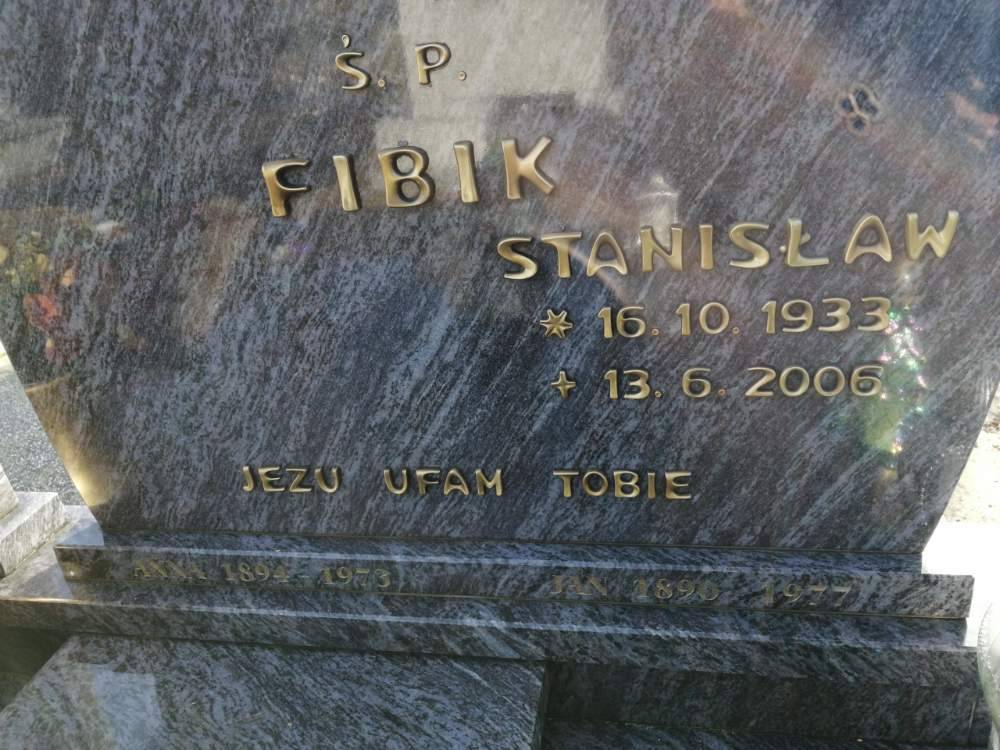 Ś. P.
FIBIK
STANISŁAW
* 16. 10. 1933
+ 13. 6. 2006
JEZU UFAM TOBIE
ANNA 1894 - 1973 JAN 1896 - 1977